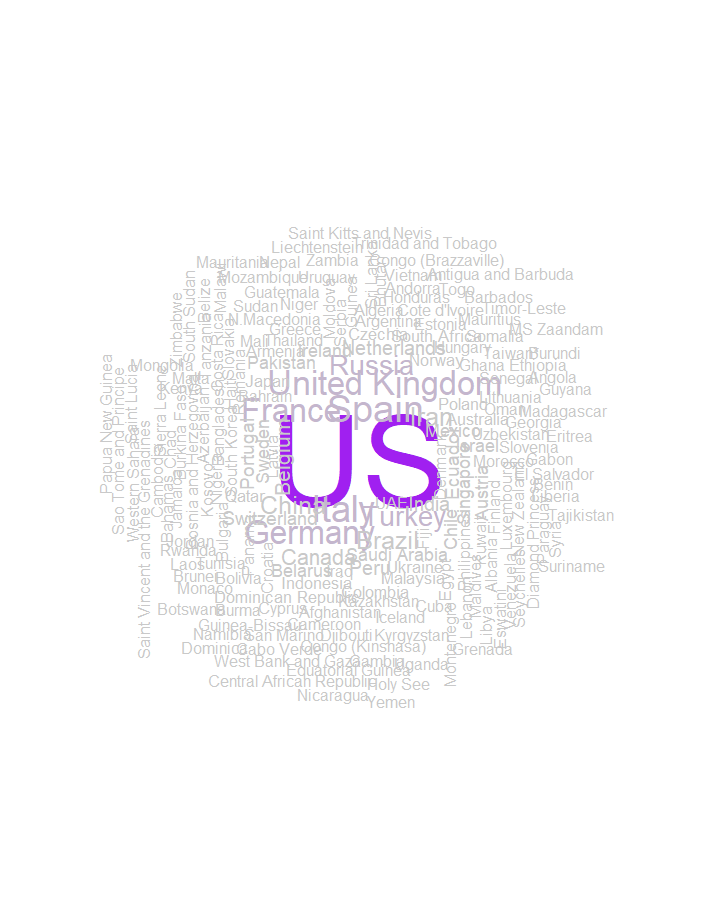 Saint Kitts and Nevis
Trinidad and Tobago
Liechtenstein
Mauritania
Nepal
Zambia
Congo (Brazzaville)
Sri Lanka
Bhutan
Mozambique
Uruguay
Vietnam
Antigua and Barbuda
Malawi
South Sudan
Belize
Guatemala
Moldova
Andorra
Togo
Honduras
Barbados
Sudan
Niger
Algeria
Cote d'Ivoire
Timor-Leste
N.Macedonia
Serbia
Argentina
Estonia
Mauritius
Greece
Czechia
South Africa
Somalia
MS Zaandam
Zimbabwe
Tanzania
Costa Rica
Slovakia
Mali
Thailand
Armenia
Ireland
Netherlands
Hungary
Taiwan
Burundi
Mongolia
Pakistan
Russia
Norway
Ghana
Ethiopia
Malta
Kenya
Japan
United Kingdom
Senegal
Angola
Haiti
Bahrain
Lithuania
Guyana
France
Spain
Iran
Poland
Oman
Madagascar
Australia
Georgia
Mexico
Uzbekistan
Eritrea
Israel
Slovenia
Papua New Guinea
Sao Tome and Principe
Western Sahara
Saint Lucia
Saint Vincent and the Grenadines
Cambodia
Sierra Leone
Chad
Jamaica
Burkina Faso
Bosnia and Herzegovina
Kosovo
Azerbaijan
Nigeria
Bangladesh
Bulgaria
South Korea
Portugal
Sweden
Latvia
Belgium
US
Denmark
Ecuador
Chile
Singapore
Austria
Morocco
Gabon
Salvador
Benin
Qatar
China
Italy
UAE
India
Liberia
Switzerland
Turkey
Fiji
Tajikistan
Kuwait
Finland
Luxembourg
New Zealand
Paraguay
Syria
Germany
Brazil
Jordan
Rwanda
Canada
Saudi Arabia
Laos
Tunisia
Croatia
Belarus
Iraq
Peru
Ukraine
Egypt
Philippines
Lebanon
Maldives
Albania
Venezuela
Seychelles
Diamond Princess
Suriname
Brunei
Bolivia
Indonesia
Malaysia
Monaco
Colombia
Dominican Republic
Kazakhstan
Botswana
Burma
Cyprus
Afghanistan
Cuba
Iceland
Guinea-Bissau
Cameroon
Montenegro
Libya
Eswatini
Namibia
San Marino
Djibouti
Kyrgyzstan
Dominica
Cabo Verde
Congo (Kinshasa)
Grenada
West Bank and Gaza
Gambia
Uganda
Equatorial Guinea
Central African Republic
Holy See
Nicaragua
Yemen